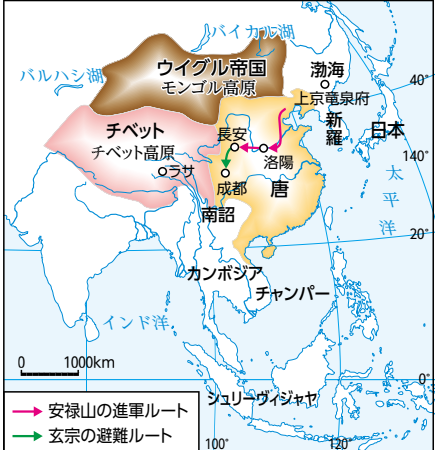 バイカル湖
バルハシ湖
ウイグル帝国
モンゴル高原
渤海
40°
上京竜泉府
チベット
チベット高原
長安
新羅
日本
140°
ラサ
洛陽
成都
唐
太平洋
南詔
20°
カンボジア
チャンパー
インド洋
0 1000km
0°
シュリーヴィジャヤ
安禄山の進軍ルート
玄宗の避難ルート
100°
120°